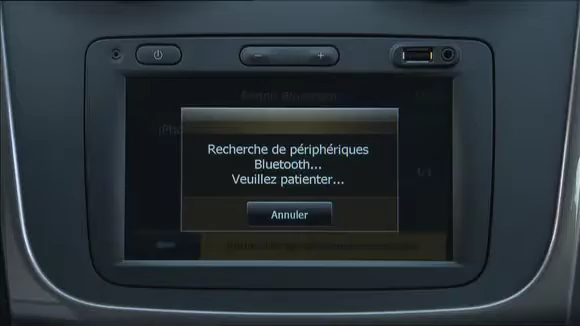 Recherche de périphériques
Bluetooth...
Veuillez patienter...
Annuler